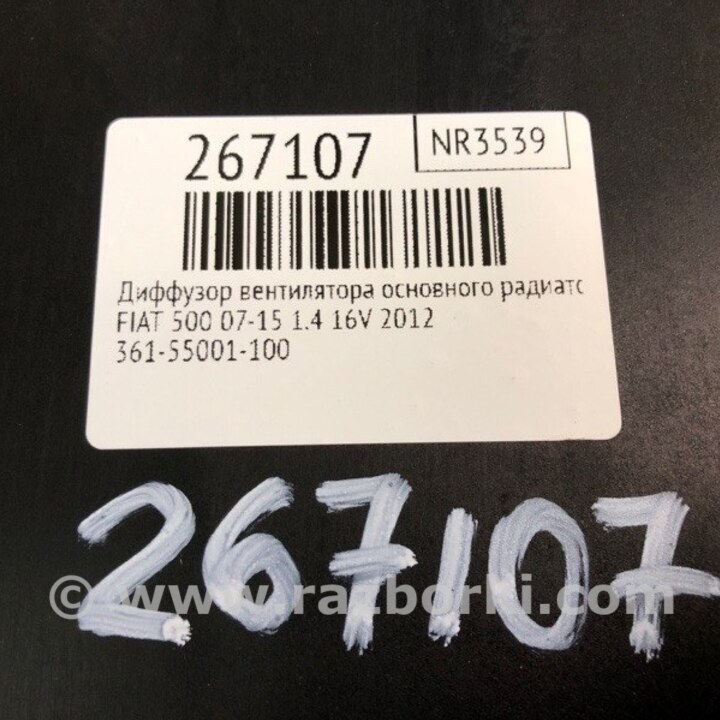 267107
NR3539
Диффузор вентилятора основного радиато
FIAT 500 07-15 1.4 16V 2012
361-55001-100
267107
© www.razborki.com